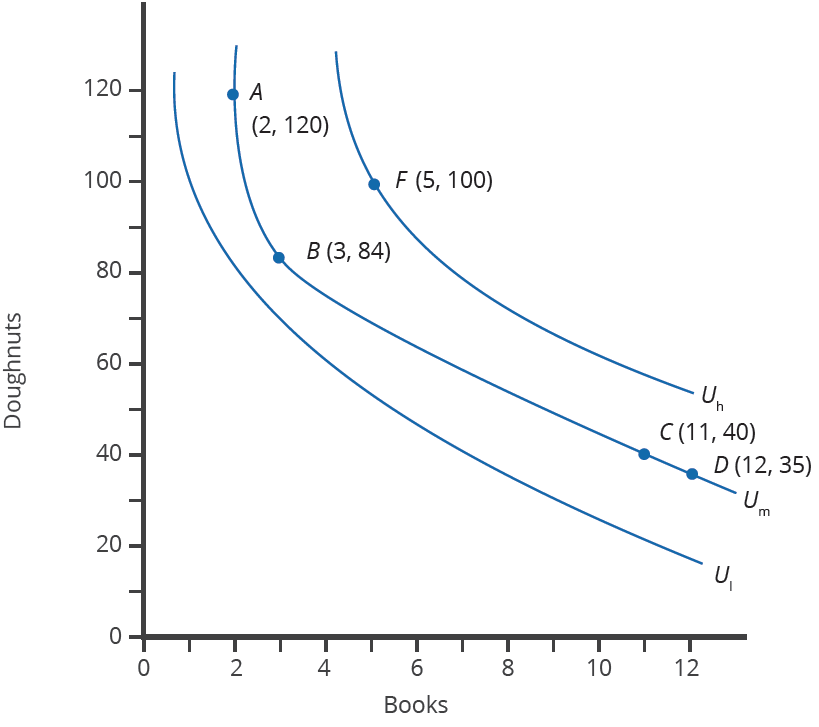 120
A
(2, 120)
100
F (5, 100)
B (3, 84)
80
Doughnuts
60
Uh
C (11, 40)
40
D (12, 35)
Um
20
Ul
0
0 2 4 6 8 10 12
Books